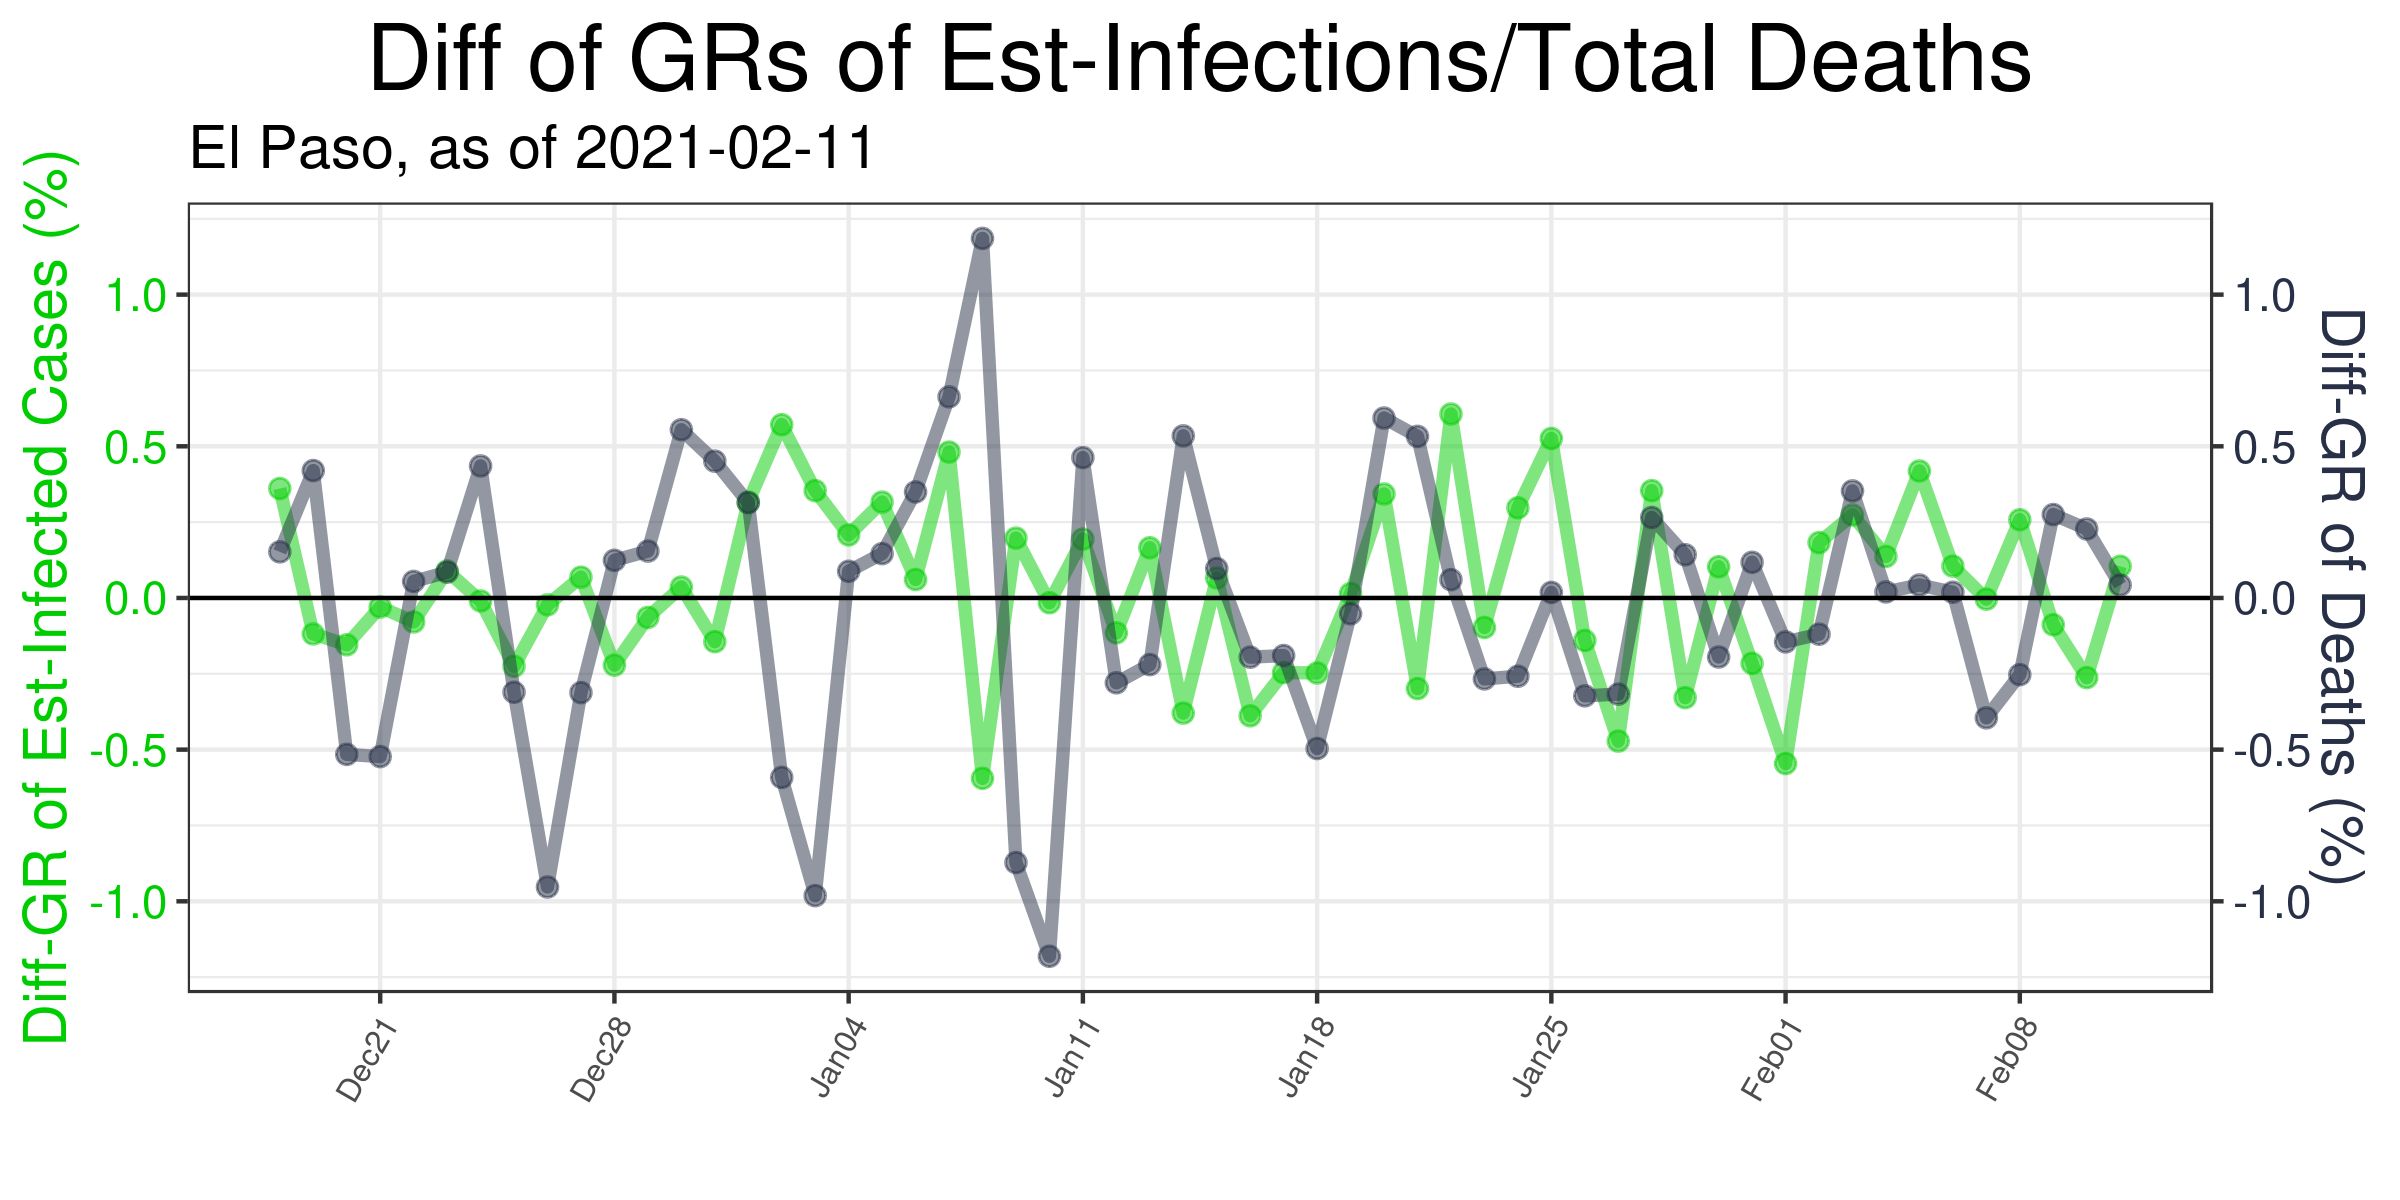 Diff of GRs of Est-Infections/Total Deaths
El Paso, as of 2021-02-11
Diff-GR of Est-Infected Cases (%)
1.0
0.5
0.0
-0.5
-1.0
1.0
0.5
0.0
-0.5
-1.0
Diff-GR of Deaths (%)
Dec21
Dec28
Jan04
Jan11
Jan18
Jan25
Feb01
Feb08